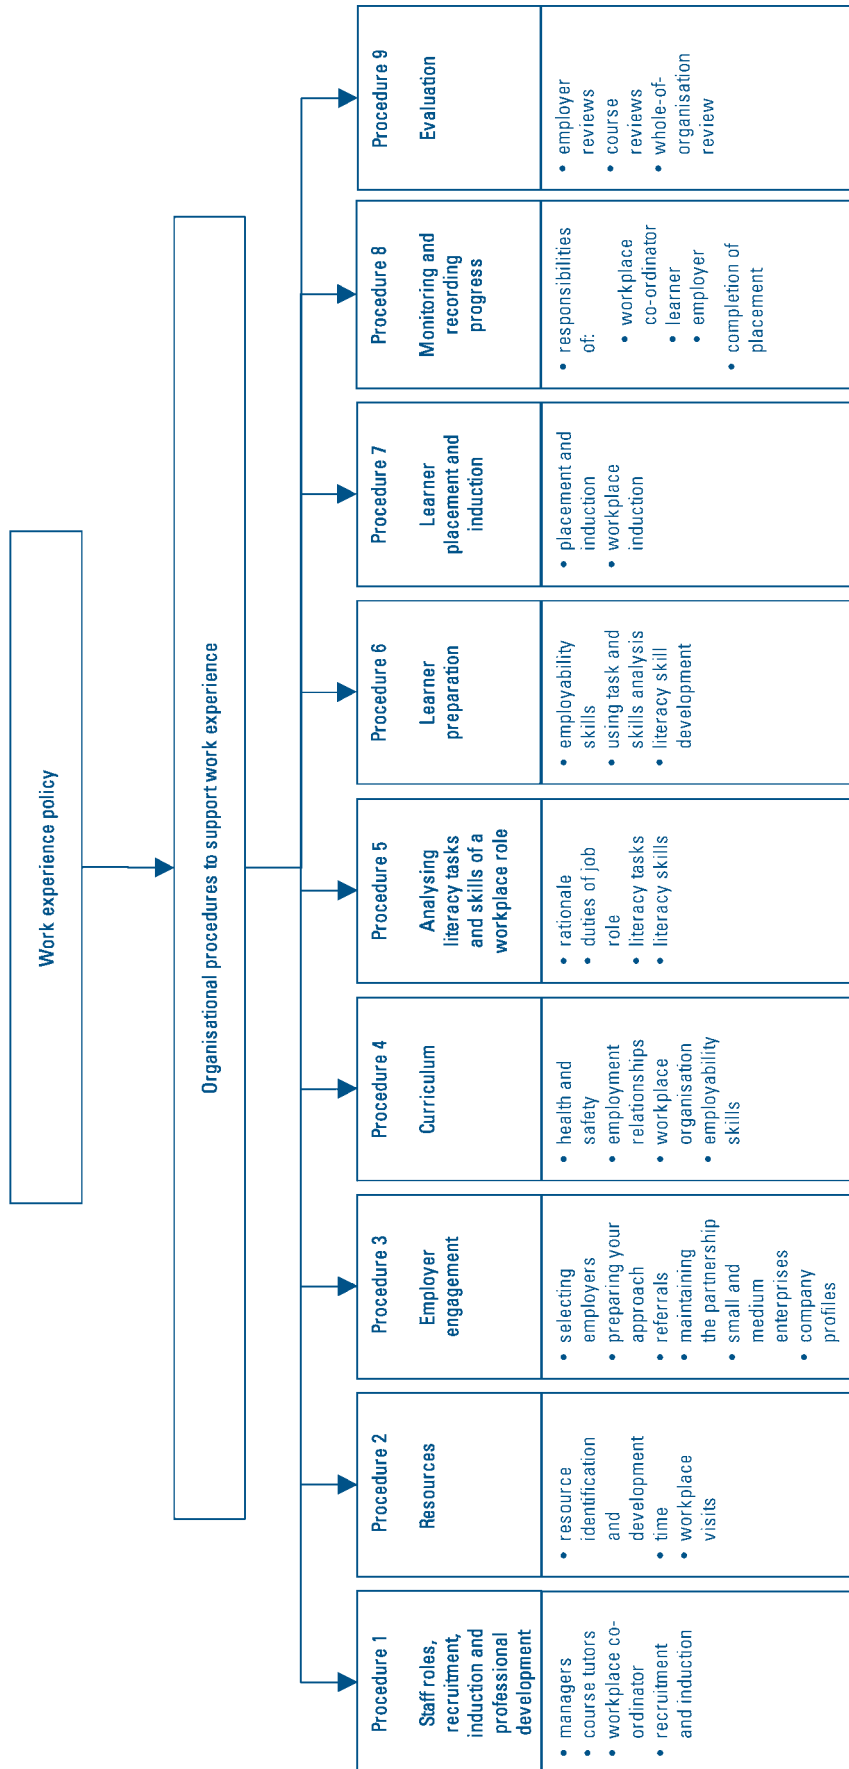 Work experience policy
Organisational procedures to support work experience
Procedure 1
Staff roles,
recruitment,
induction and
professional
development
• managers
• course tutors
• workplace co-
ordinator
• recruitment
and induction
Procedure 2
Resources
• resource
identification
and
development
• time
• workplace
visits
Procedure 3
Employer
engagement
• selecting
employers
• preparing your
approach
• referrals
• maintaining
the partnership
• small and
medium
enterprises
• company
profiles
Procedure 4
Curriculum
• health and
safety
• employment
relationships
• workplace
organisation
• employability
skills
Procedure 5
Analysing
literacy tasks
and skills of a
workplace role
• rationale
• duties of job
role
• literacy tasks
• literacy skills
Procedure 6
Learner
preparation
• employability
skills
• using task and
skills analysis
• literacy skill
development
Procedure 7
Learner
placement and
induction
• placement and
induction
• workplace
induction
Procedure 8
Monitoring and
recording
progress
• responsibilities
of:
• workplace
co-ordinator
• learner
• employer
• completion of
placement
Procedure 9
Evaluation
• employer
reviews
• course
reviews
• whole-of-
organisation
review